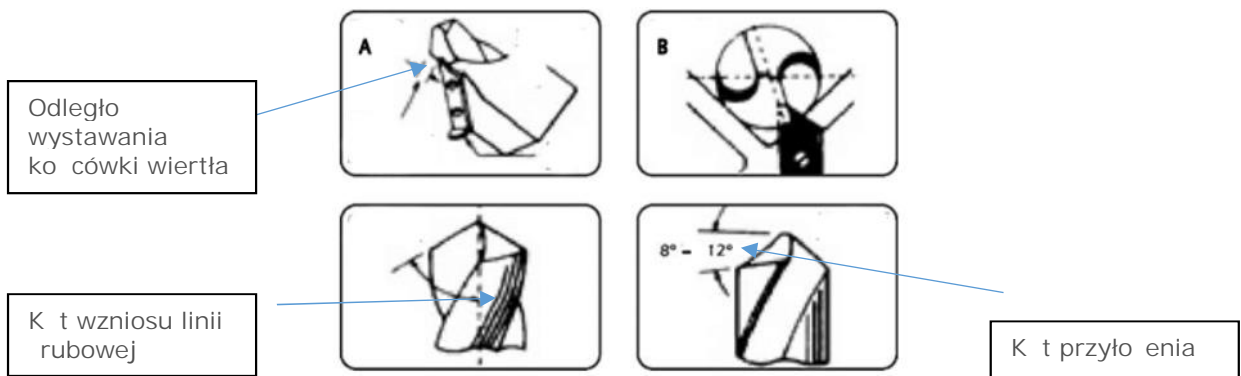 A
B
Odległo
wystawania
ko cówki wiertła
8° – 12°
K t wzniosu linii
rubowej
K t przyło enia